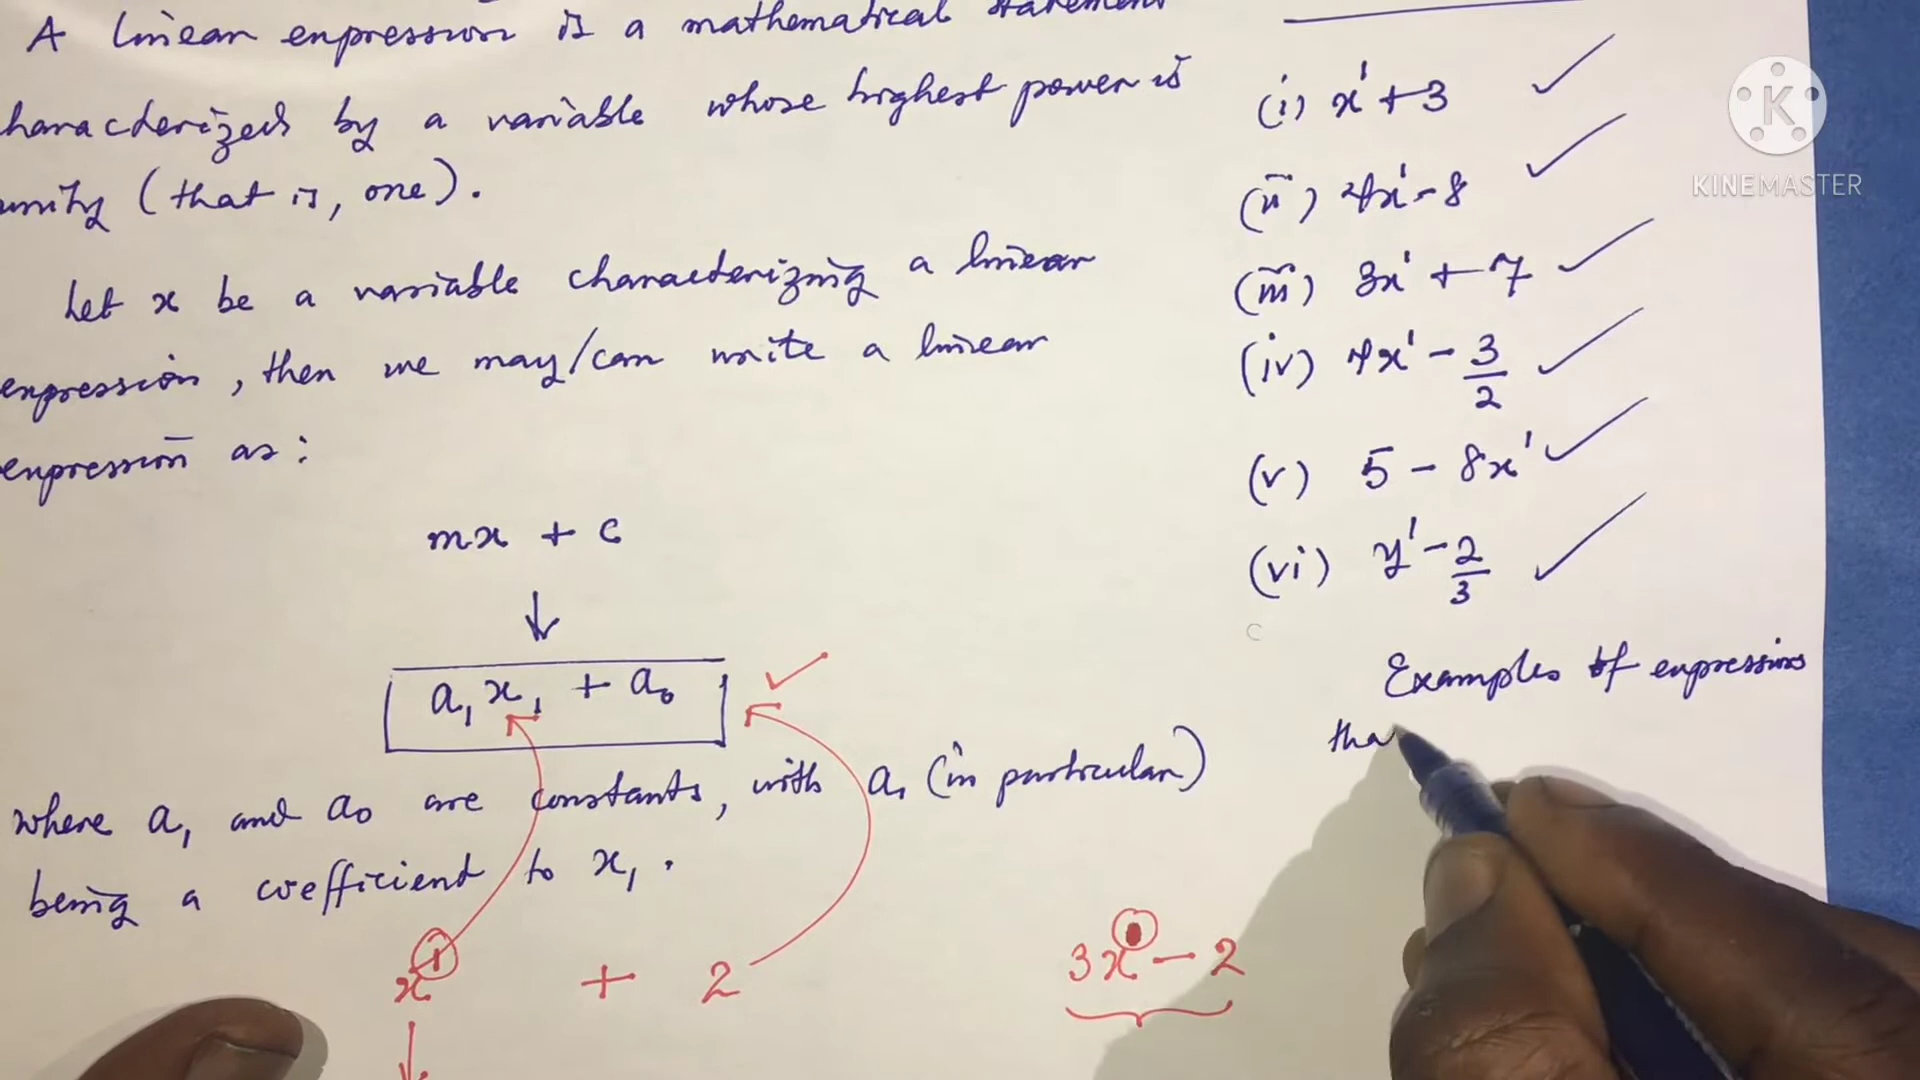 A linear expression is a mathematical statement
characterized by a variable whose highest power is
unity (that is, one).
Let x be a variable characterizing a linear
expression, then we may/can write a linear
expression as:
mx + c
↓
a₁x₁ + a₀
where a₁ and a₀ are constants, with a₁ (in particular)
being a coefficient to x₁.
x¹ + 2
3x – 2
(i) x¹ + 3 ✓
(ii) 4x¹ - 8 ✓
(iii) 3x¹ + 7 ✓
(iv) 4x¹ - 3/2 ✓
(v) 5 - 8x¹ ✓
(vi) y¹ - 2/3 ✓
Examples of expressions
tha
K
KINEMASTER